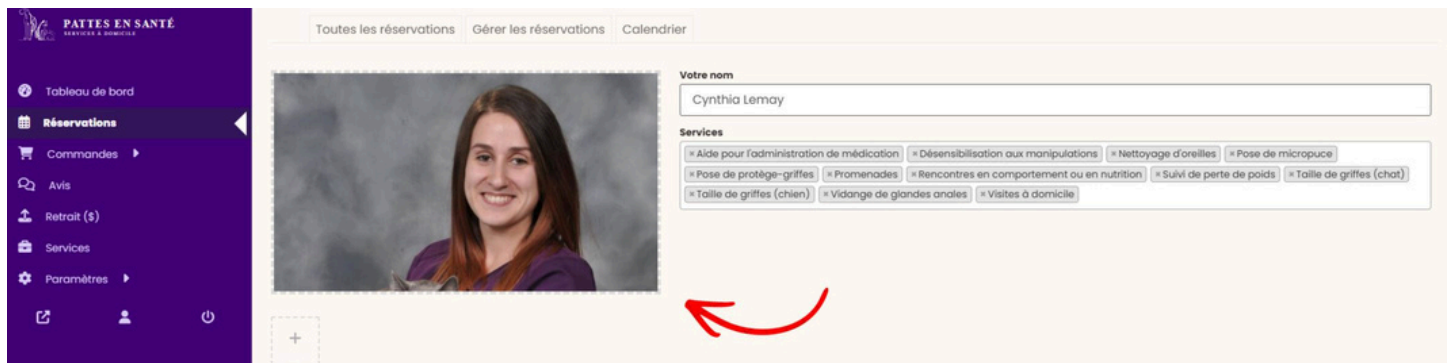 PATTES EN SANTÉ
SERVICES À DOMICILE
Toutes les réservations Gérer les réservations Calendrier
Tableau de bord
Réservations
Commandes
Avis
Retrait ($)
Services
Paramètres
Votre nom
Cynthia Lemay
Services
× Aide pour l'administration de médication × Désensibilisation aux manipulations × Nettoyage d'oreilles × Pose de micropuce
× Pose de protège-griffes × Promenades × Rencontres en comportement ou en nutrition × Suivi de perte de poids × Taille de griffes (chat)
× Taille de griffes (chien) × Vidange de glandes anales × Visites à domicile
+